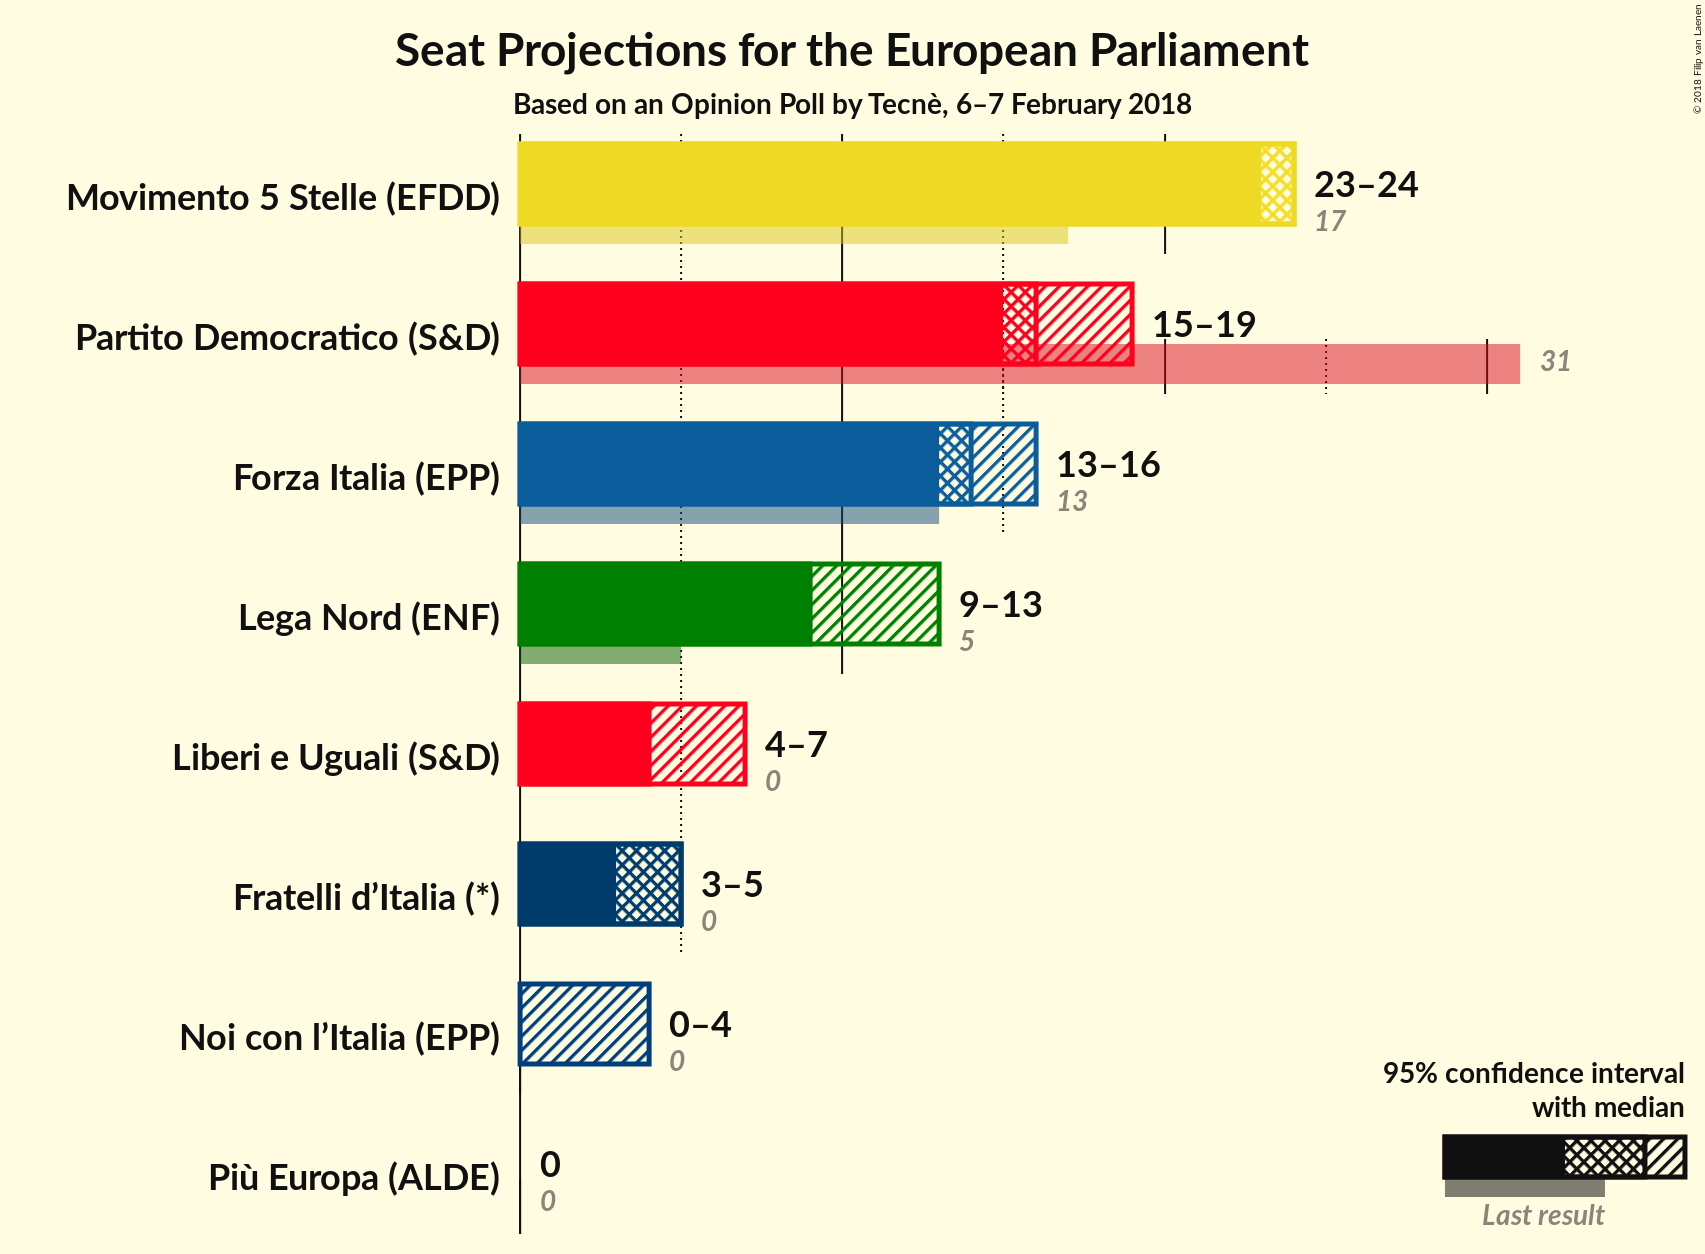 Seat Projections for the European Parliament
Based on an Opinion Poll by Tecnè, 6–7 February 2018
© 2018 Filip van Laenen
Movimento 5 Stelle (EFDD)
23–24
17
Partito Democratico (S&D)
15–19
31
Forza Italia (EPP)
13–16
13
Lega Nord (ENF)
9–13
5
Liberi e Uguali (S&D)
4–7
0
Fratelli d’Italia (*)
3–5
0
Noi con l’Italia (EPP)
0–4
0
Più Europa (ALDE)
0
0
95% confidence interval
with median
Last result